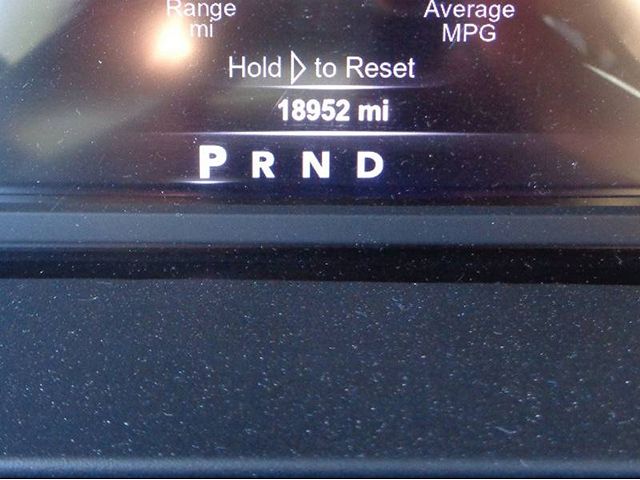 Range Average
mi MPG
Hold to Reset
18952 mi
P R N D